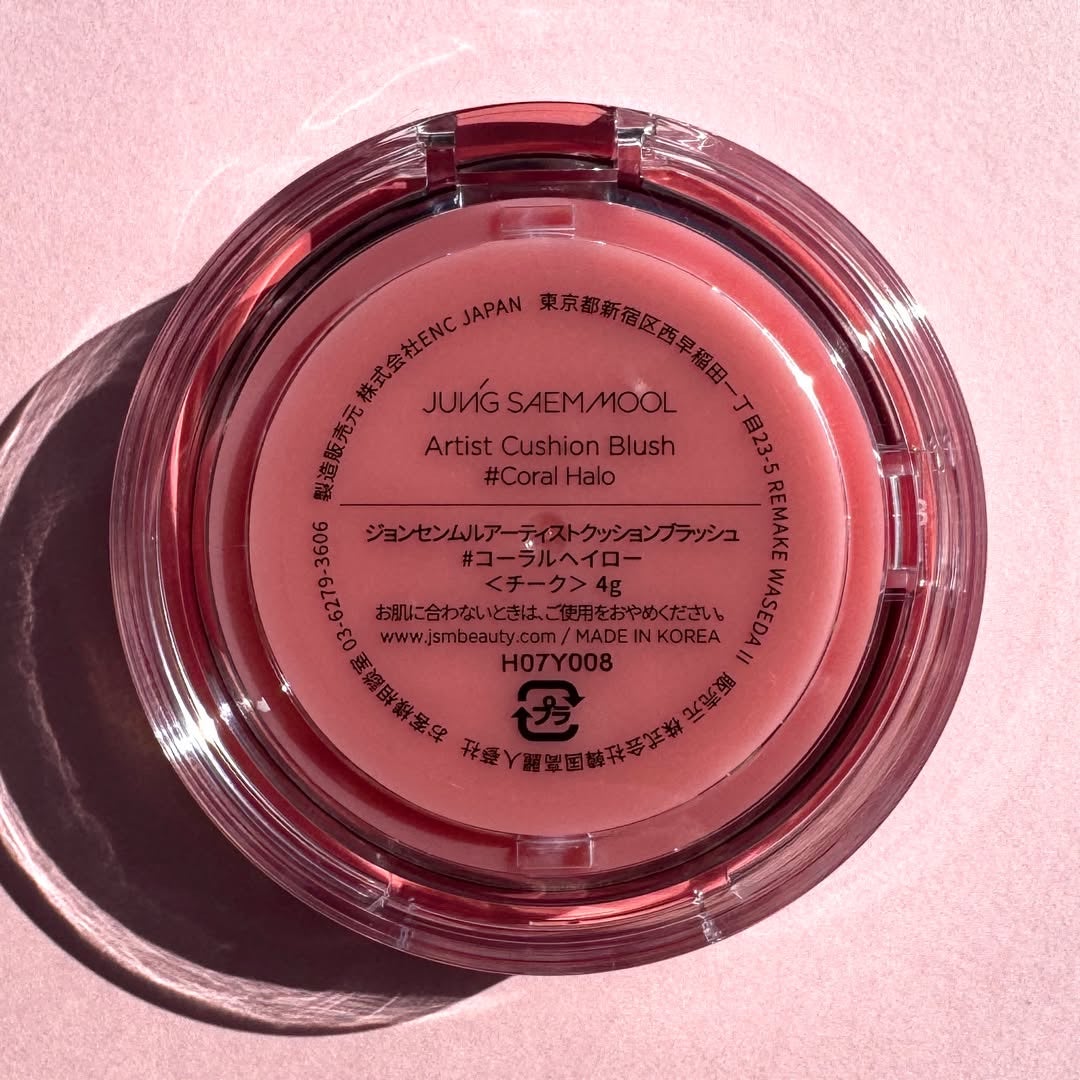 JUNG SAEM MOOL
Artist Cushion Blush
#Coral Halo
ジョンセンムルアーティストクッションブラッシュ
#コーラルヘイロー
＜チーク＞ 4g
お肌に合わないときは、ご使用をおやめください。
www.jsmbeauty.com / MADE IN KOREA
H07Y008
プラ
製造販売元 株式会社ENC JAPAN 東京都新宿区西早稲田一丁目23-5 REMAKE WASEDA II 販売元 株式会社韓国高麗人蔘社 お客様相談室 03-6279-3606